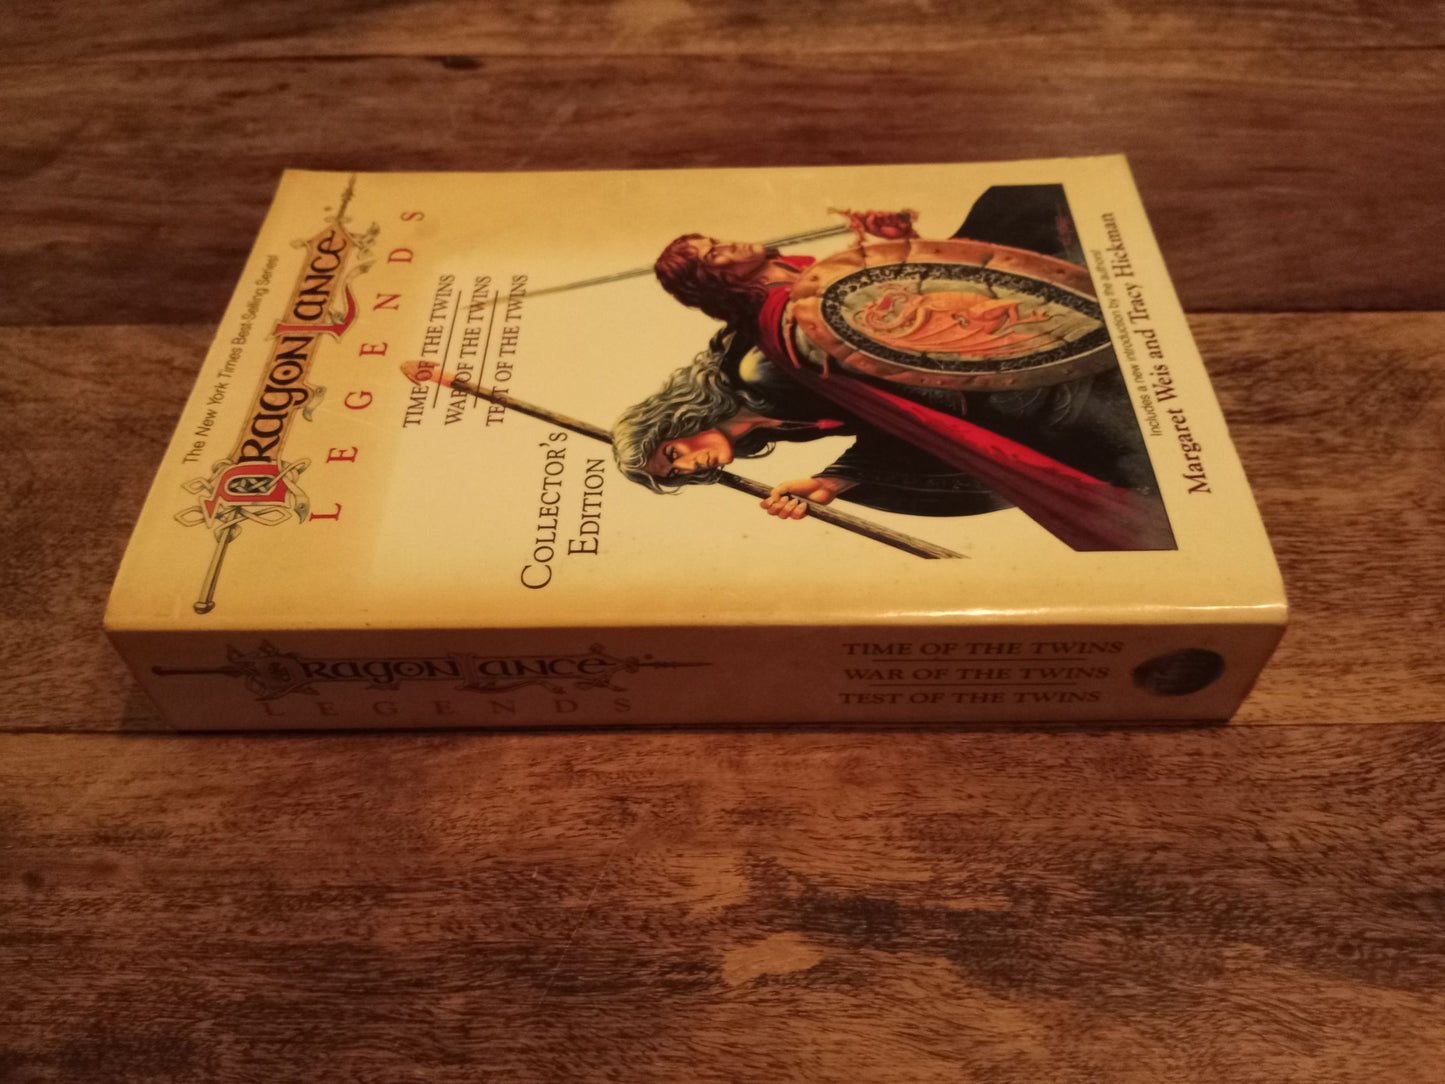 The New York Times Best-Selling Series!
DRAGONLANCE
LEGENDS
TIME OF THE TWINS
WAR OF THE TWINS
TEST OF THE TWINS
COLLECTOR'S
EDITION
Includes a new introduction by the authors!
Margaret Weis and Tracy Hickman
DRAGONLANCE
LEGENDS
TIME OF THE TWINS
WAR OF THE TWINS
TEST OF THE TWINS